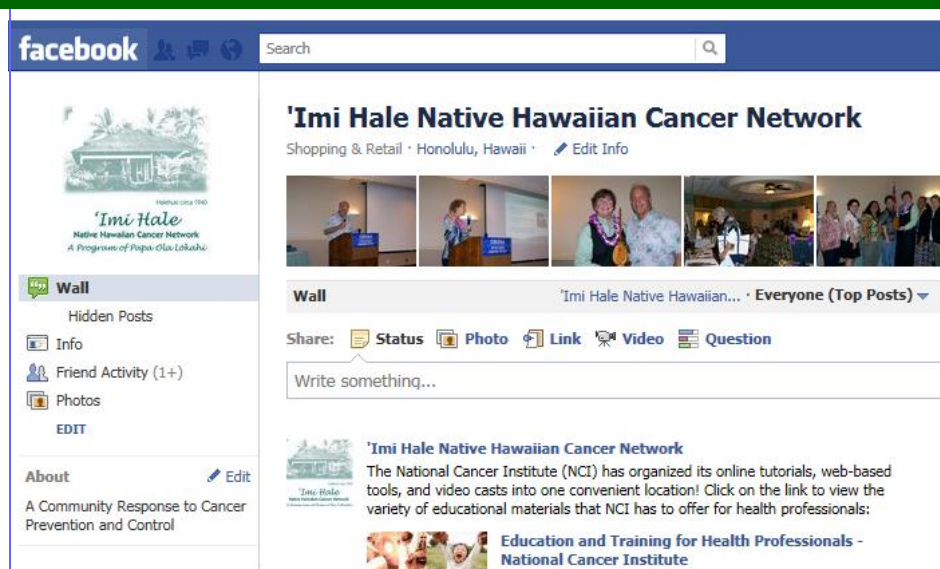 facebook
Search
Halehuki circa 1940
'Imi Hale
Native Hawaiian Cancer Network
A Program of Papa Ola Lokahi
Wall
Hidden Posts
Info
Friend Activity (1+)
Photos
EDIT
About
Edit
A Community Response to Cancer
Prevention and Control
'Imi Hale Native Hawaiian Cancer Network
Shopping & Retail · Honolulu, Hawaii · Edit Info
Wall
'Imi Hale Native Hawaiian... · Everyone (Top Posts)
Share: Status Photo Link Video Question
Write something...
'Imi Hale
'Imi Hale Native Hawaiian Cancer Network
The National Cancer Institute (NCI) has organized its online tutorials, web-based
tools, and video casts into one convenient location! Click on the link to view the
variety of educational materials that NCI has to offer for health professionals:
Education and Training for Health Professionals -
National Cancer Institute